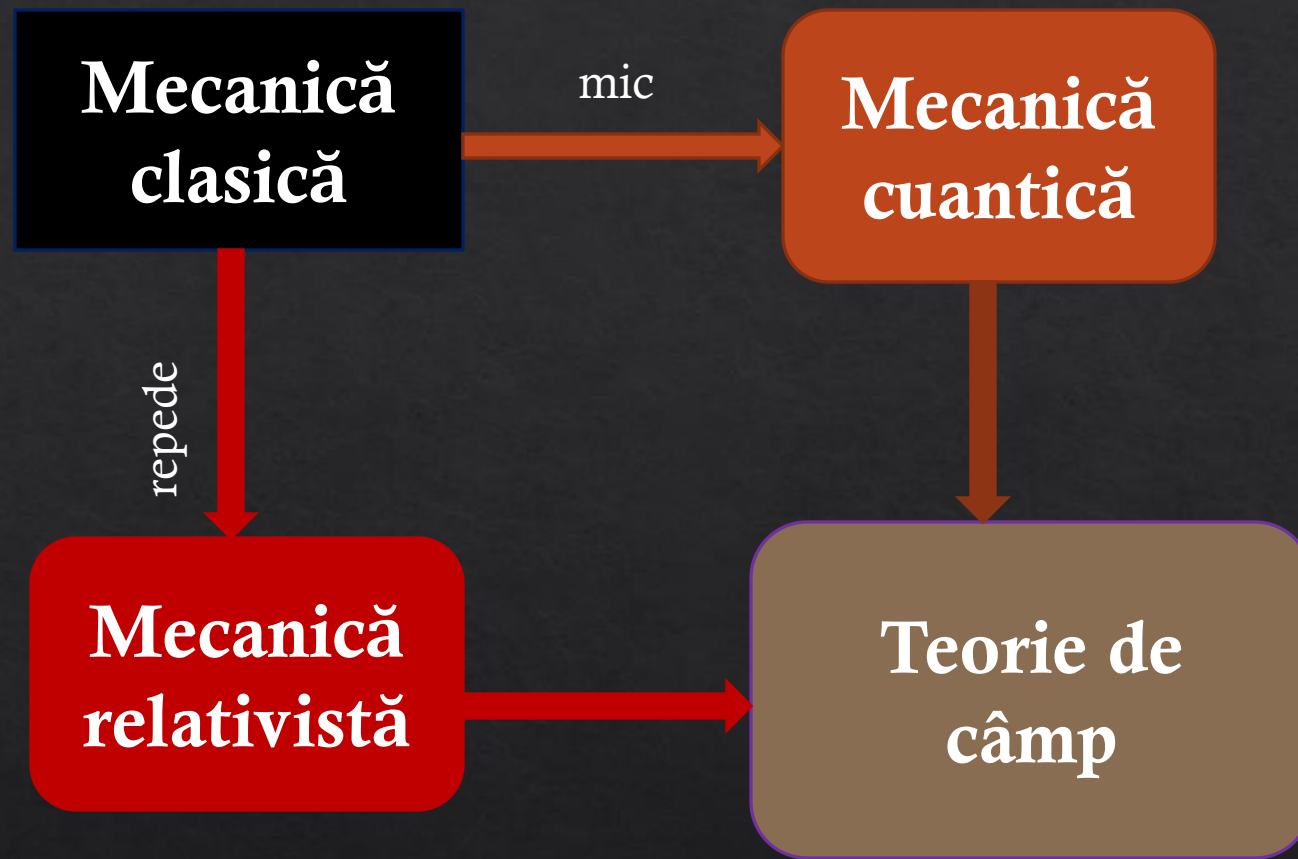 Mecanică
clasică
mic
Mecanică
cuantică
repede
Mecanică
relativistă
Teorie de
câmp